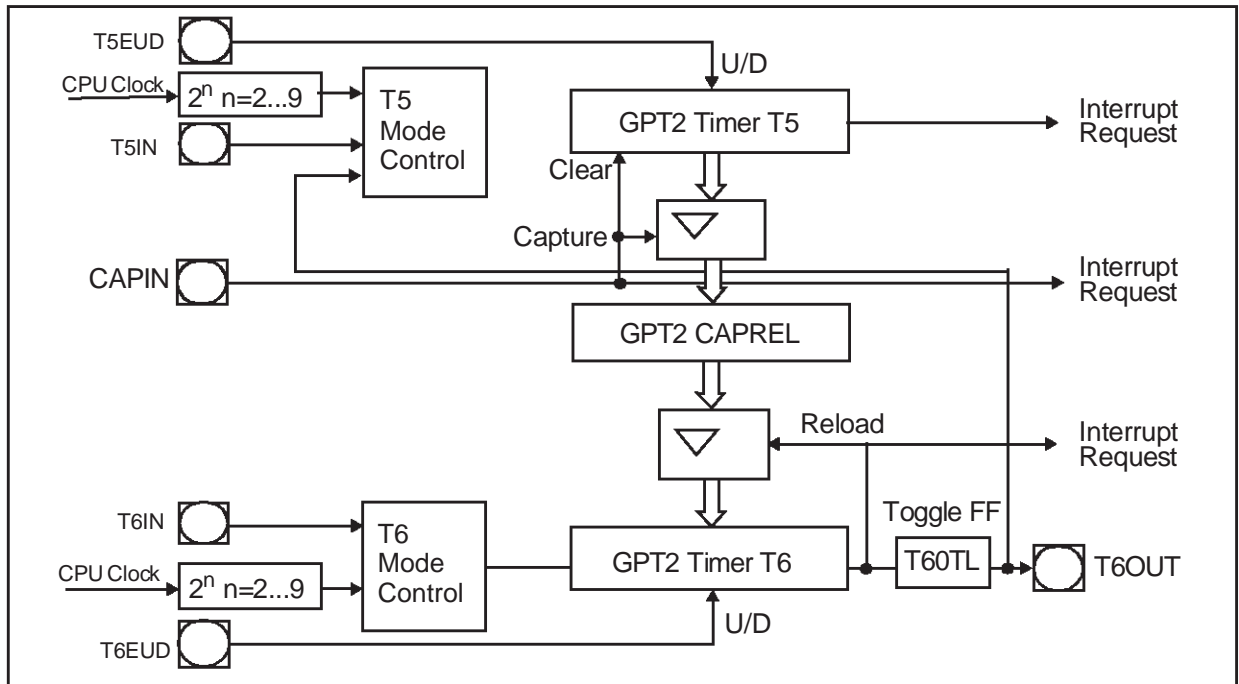 T5EUD
U/D
CPU Clock
2n n=2...9
T5
Mode
Control
GPT2 Timer T5
Interrupt
Request
T5IN
Clear
Capture
CAPIN
Interrupt
Request
GPT2 CAPREL
Reload
Interrupt
Request
T6IN
T6
Mode
Control
Toggle FF
GPT2 Timer T6
T60TL
T6OUT
CPU Clock
2n n=2...9
U/D
T6EUD